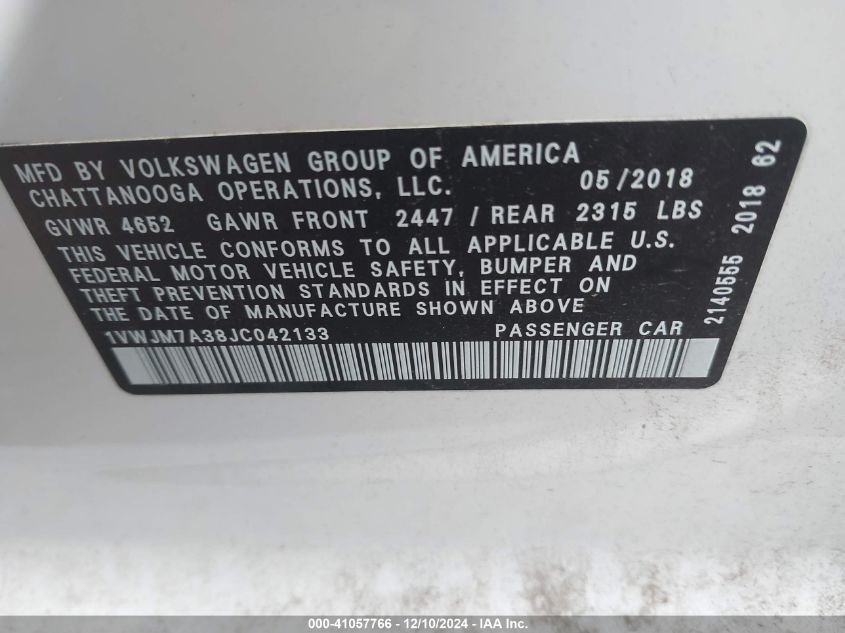 MFD BY VOLKSWAGEN GROUP OF AMERICA
CHATTANOOGA OPERATIONS, LLC. 05/2018
GVWR 4652 GAWR FRONT 2447 / REAR 2315 LBS
THIS VEHICLE CONFORMS TO ALL APPLICABLE U.S.
FEDERAL MOTOR VEHICLE SAFETY, BUMPER AND
THEFT PREVENTION STANDARDS IN EFFECT ON
THE DATE OF MANUFACTURE SHOWN ABOVE
1VWJM7A38JC042133 PASSENGER CAR
2140555 2018 62
000-41057766 - 12/10/2024 - IAA Inc.